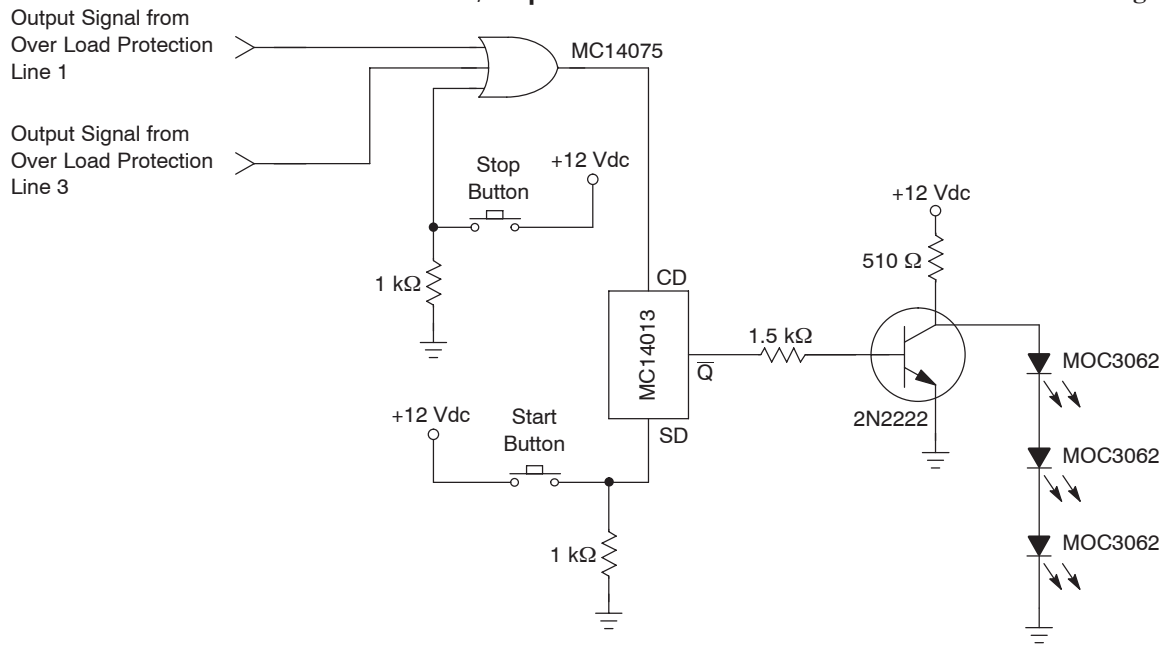 Output Signal from
Over Load Protection
Line 1
MC14075
Output Signal from
Over Load Protection
Line 3
Stop
Button
+12 Vdc
1 kΩ
+12 Vdc
510 Ω
CD
MC14013
Q̅
1.5 kΩ
2N2222
MOC3062
MOC3062
MOC3062
+12 Vdc
Start
Button
SD
1 kΩ